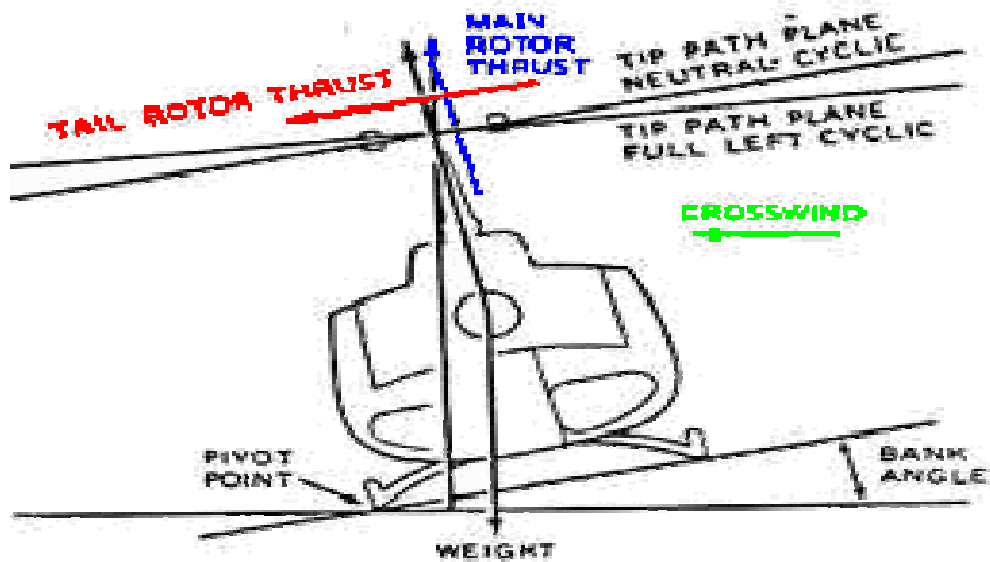 MAIN
ROTOR
THRUST
TAIL ROTOR THRUST
TIP PATH PLANE
NEUTRAL-CYCLIC
TIP PATH PLANE
FULL LEFT CYCLIC
CROSSWIND
PIVOT
POINT
BANK
ANGLE
WEIGHT